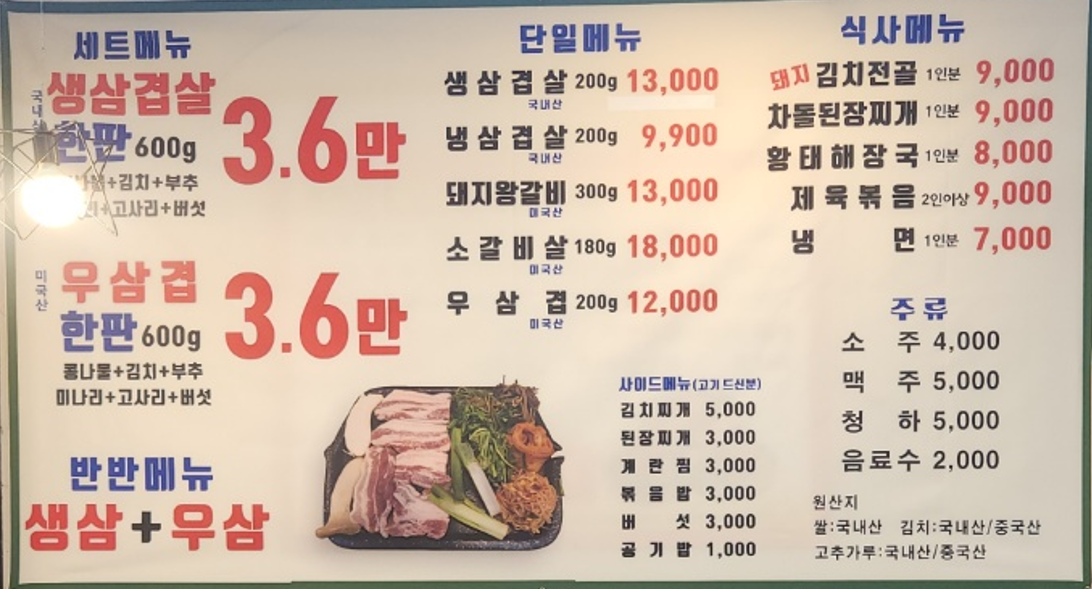 세트메뉴
국내산
생삼겹살
한판 600g
3.6만
나물+김치+부추
리+고사리+버섯
미국산
우삼겹
한판 600g
3.6만
콩나물+김치+부추
미나리+고사리+버섯
반반메뉴
생삼+우삼
단일메뉴
생삼겹살 200g 13,000
국내산
냉삼겹살 200g 9,900
국내산
돼지왕갈비 300g 13,000
미국산
소갈비살 180g 18,000
미국산
우삼겹 200g 12,000
미국산
사이드메뉴(고기 드신분)
김치찌개 5,000
된장찌개 3,000
계란찜 3,000
볶음밥 3,000
버섯 3,000
공기밥 1,000
식사메뉴
돼지 김치전골 1인분 9,000
차돌된장찌개 1인분 9,000
황태해장국 1인분 8,000
제육볶음 2인이상 9,000
냉면 1인분 7,000
주류
소주 4,000
맥주 5,000
청하 5,000
음료수 2,000
원산지
쌀:국내산 김치:국내산/중국산
고추가루:국내산/중국산